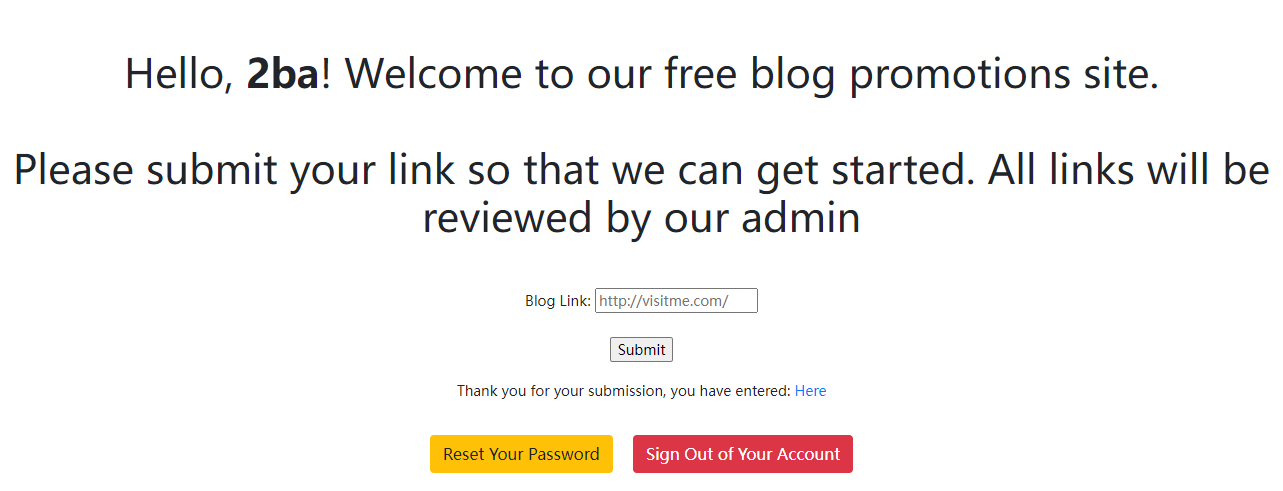 Hello, 2ba! Welcome to our free blog promotions site.
Please submit your link so that we can get started. All links will be
reviewed by our admin
Blog Link: http://visitme.com/
Submit
Thank you for your submission, you have entered: Here
Reset Your Password
Sign Out of Your Account